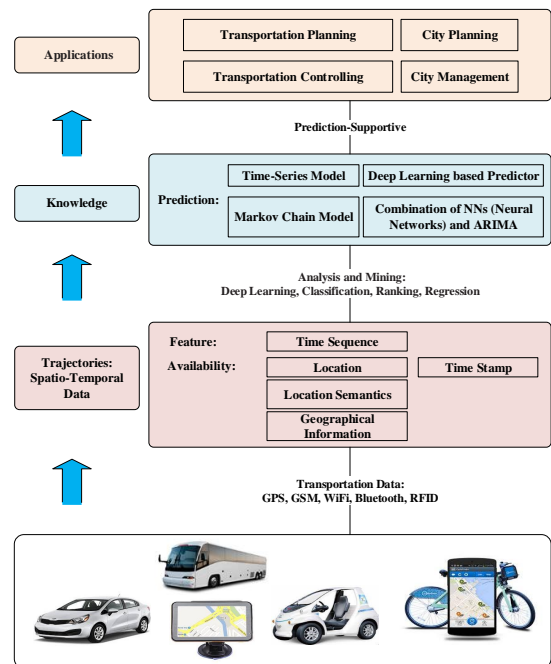 Applications
Transportation Planning
City Planning
Transportation Controlling
City Management
Prediction-Supportive
Knowledge
Prediction:
Time-Series Model
Deep Learning based Predictor
Markov Chain Model
Combination of NNs (Neural
Networks) and ARIMA
Analysis and Mining:
Deep Learning, Classification, Ranking, Regression
Trajectories:
Spatio-Temporal
Data
Feature:
Time Sequence
Availability:
Location
Time Stamp
Location Semantics
Geographical
Information
Transportation Data:
GPS, GSM, WiFi, Bluetooth, RFID